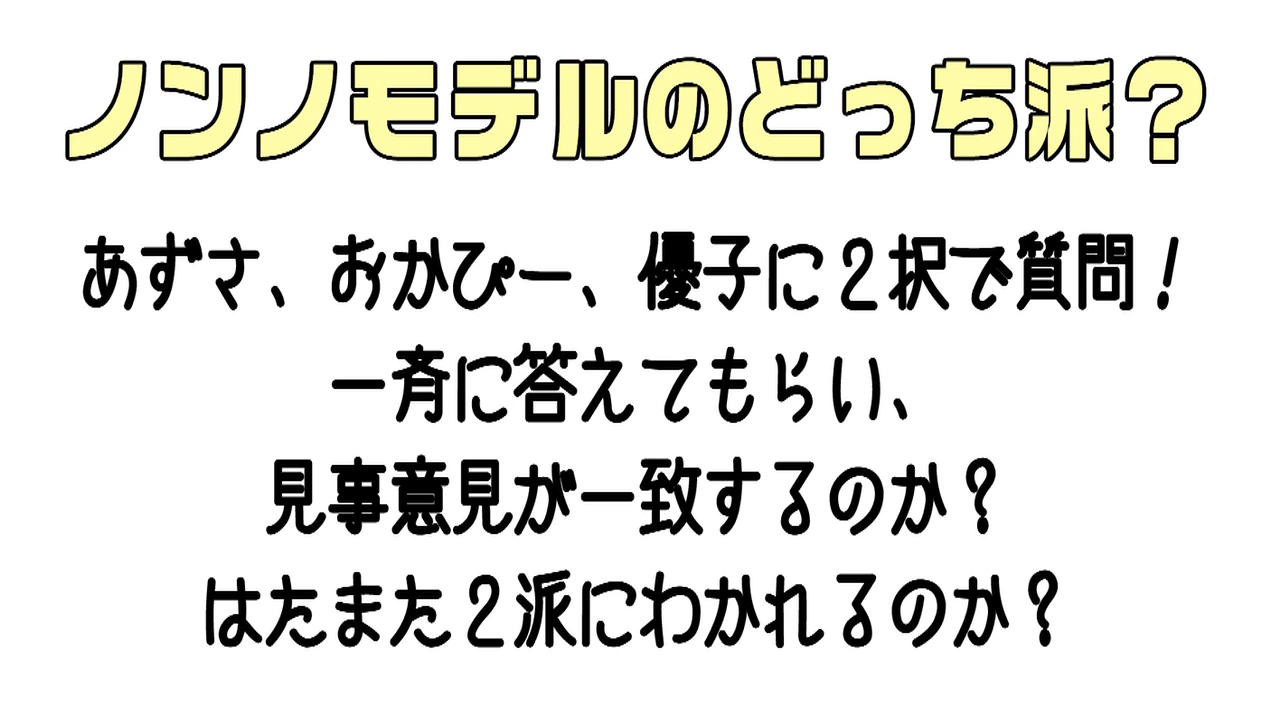 ノンノモデルのどっち派？
あずさ、おかぴー、優子に２択で質問！
一斉に答えてもらい、
見事意見が一致するのか？
はたまた２派にわかれるのか？